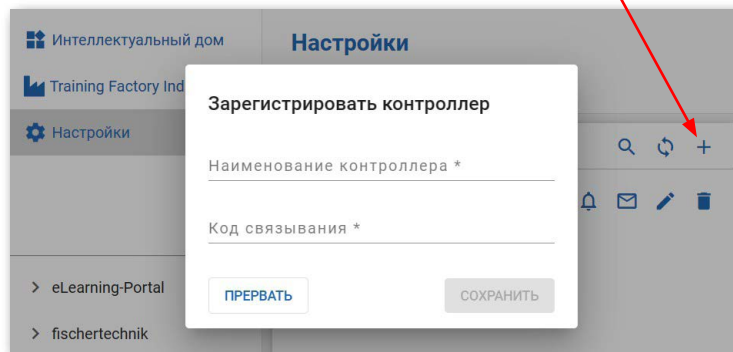 Интеллектуальный дом
Настройки
Training Factory Ind
Зарегистрировать контроллер
Настройки
Наименование контроллера *
Код связывания *
eLearning-Portal
ПРЕРВАТЬ
СОХРАНИТЬ
fischertechnik